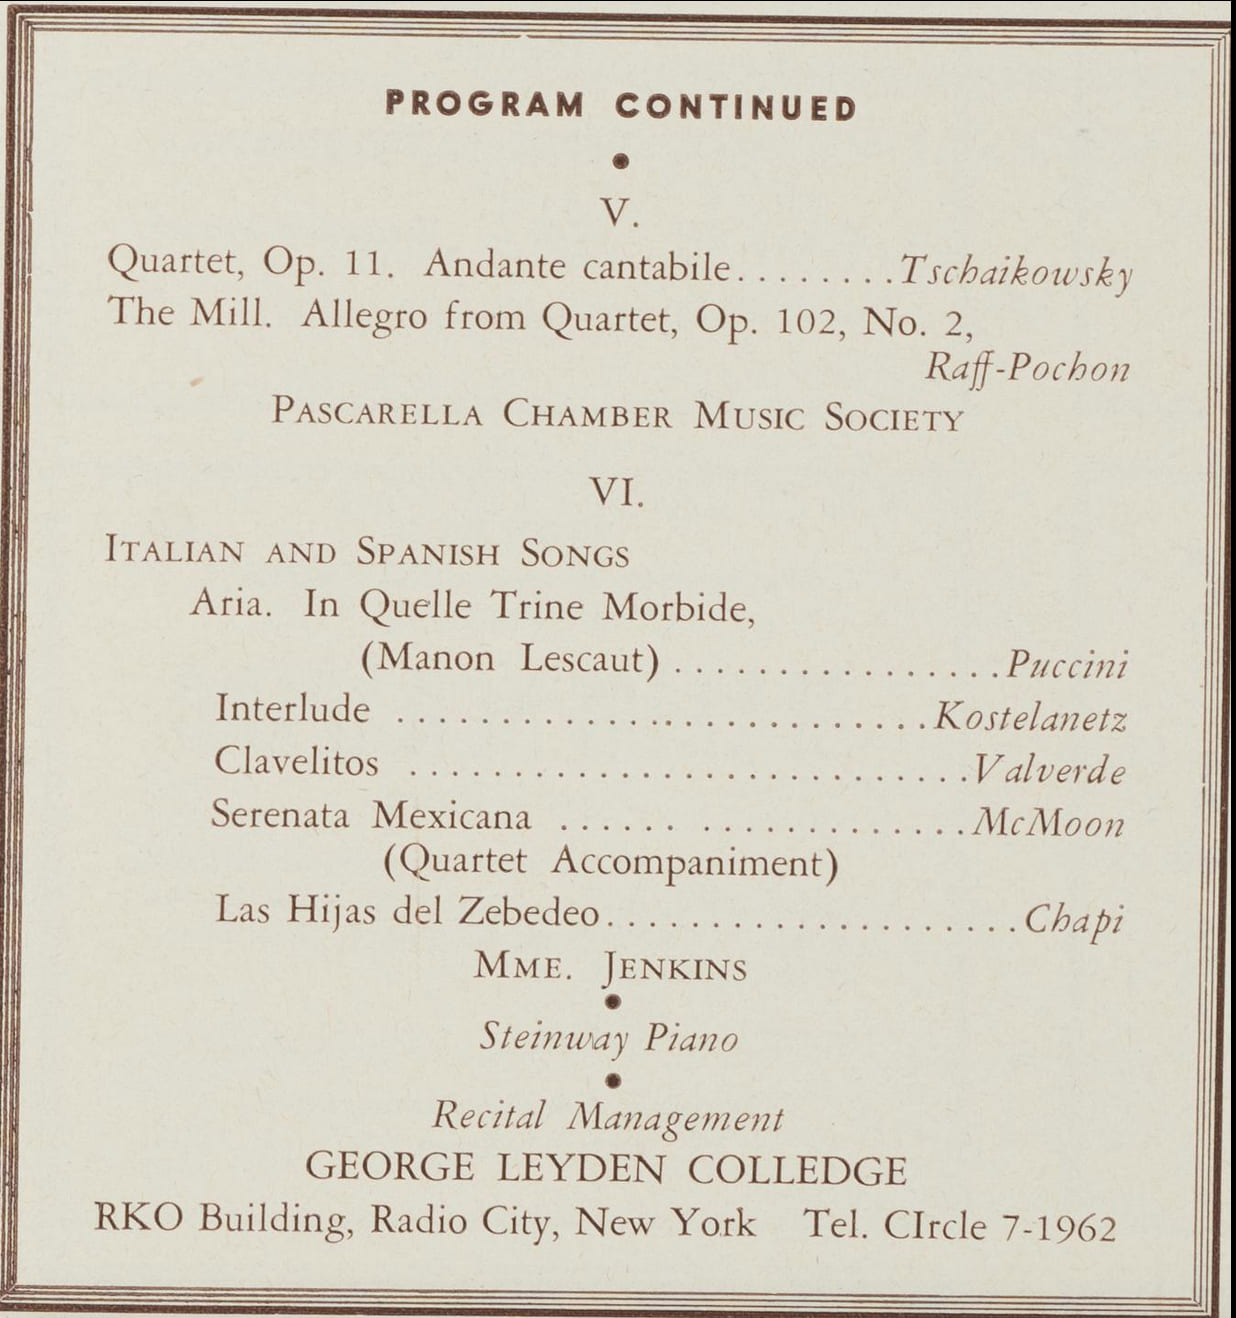 PROGRAM CONTINUED
V.
Quartet, Op. 11. Andante cantabile........Tschaikowsky
The Mill. Allegro from Quartet, Op. 102, No. 2,
Raff-Pochon
PASCARELLA CHAMBER MUSIC SOCIETY
VI.
ITALIAN AND SPANISH SONGS
Aria. In Quelle Trine Morbide,
(Manon Lescaut)................Puccini
Interlude..........................Kostelanetz
Clavelitos...........................Valverde
Serenata Mexicana...... .............McMoon
(Quartet Accompaniment)
Las Hijas del Zebedeo....................Chapi
MME. JENKINS
Steinway Piano
Recital Management
GEORGE LEYDEN COLLEDGE
RKO Building, Radio City, New York Tel. CIrcle 7-1962